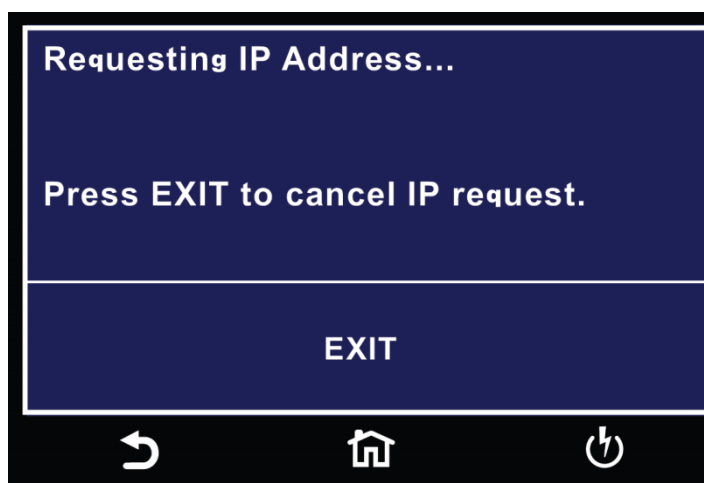 Requesting IP Address...
Press EXIT to cancel IP request.
EXIT